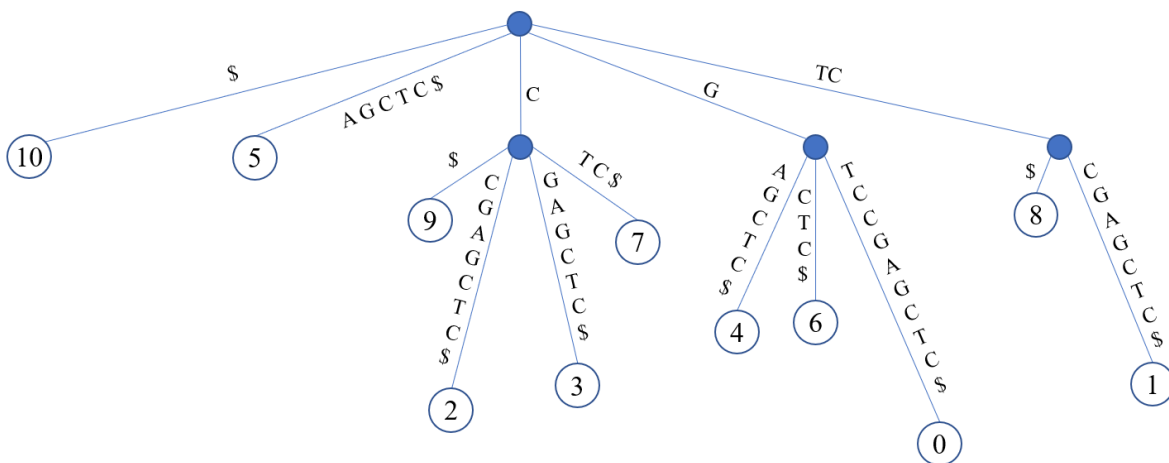 $
A G C T C $
C
G
TC
10
5
$
C G A G C T C $
G A G C T C $
T C $
A G C T C $
C T C $
T C C G A G C T C $
$
C G A G C T C $
9
7
8
4
6
3
1
2
0